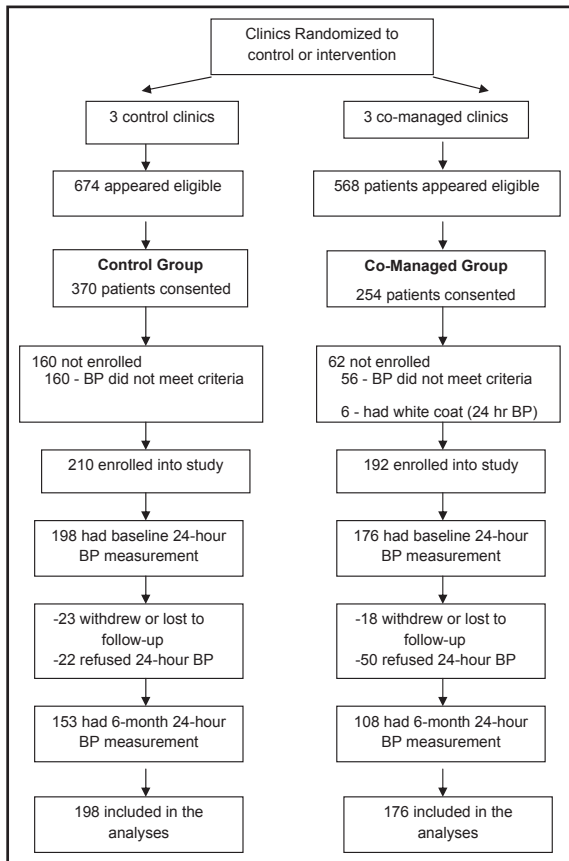 Clinics Randomized to
control or intervention
3 control clinics
3 co-managed clinics
674 appeared eligible
568 patients appeared eligible
Control Group
370 patients consented
Co-Managed Group
254 patients consented
160 not enrolled
160 - BP did not meet criteria
62 not enrolled
56 - BP did not meet criteria
6 - had white coat (24 hr BP)
210 enrolled into study
192 enrolled into study
198 had baseline 24-hour
BP measurement
176 had baseline 24-hour
BP measurement
-23 withdrew or lost to
follow-up
-22 refused 24-hour BP
-18 withdrew or lost to
follow-up
-50 refused 24-hour BP
153 had 6-month 24-hour
BP measurement
108 had 6-month 24-hour
BP measurement
198 included in the
analyses
176 included in the
analyses